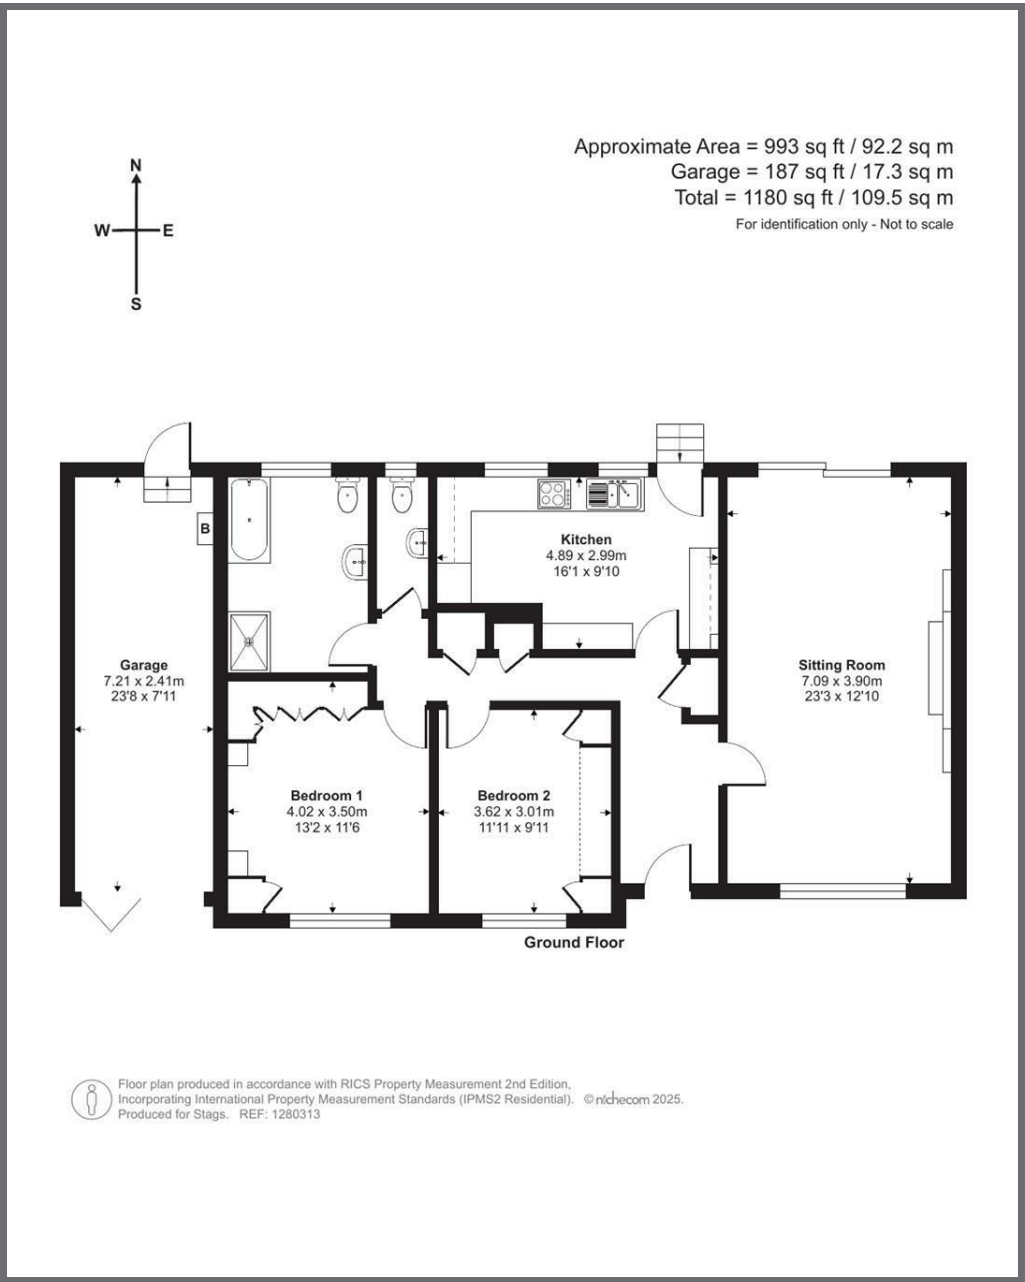 Approximate Area = 993 sq ft / 92.2 sq m
Garage = 187 sq ft / 17.3 sq m
Total = 1180 sq ft / 109.5 sq m
For identification only - Not to scale
N
W E
S
B
Kitchen
4.89 x 2.99m
16'1 x 9'10
Garage
7.21 x 2.41m
23'8 x 7'11
Sitting Room
7.09 x 3.90m
23'3 x 12'10
Bedroom 1
4.02 x 3.50m
13'2 x 11'6
Bedroom 2
3.62 x 3.01m
11'11 x 9'11
Ground Floor
Floor plan produced in accordance with RICS Property Measurement 2nd Edition,
Incorporating International Property Measurement Standards (IPMS2 Residential). © nichecom 2025.
Produced for Stags. REF: 1280313